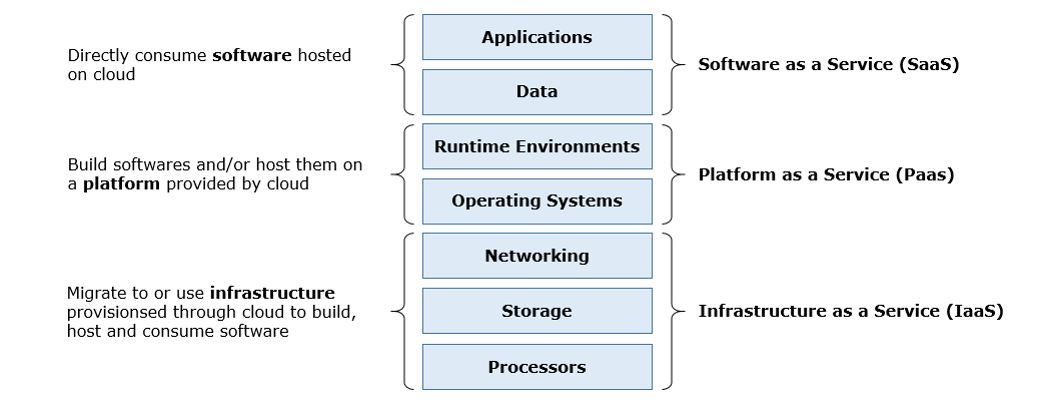 Directly consume software hosted
on cloud
Applications
Data
Software as a Service (SaaS)
Build softwares and/or host them on
a platform provided by cloud
Runtime Environments
Operating Systems
Platform as a Service (Paas)
Migrate to or use infrastructure
provisionsed through cloud to build,
host and consume software
Networking
Storage
Processors
Infrastructure as a Service (IaaS)